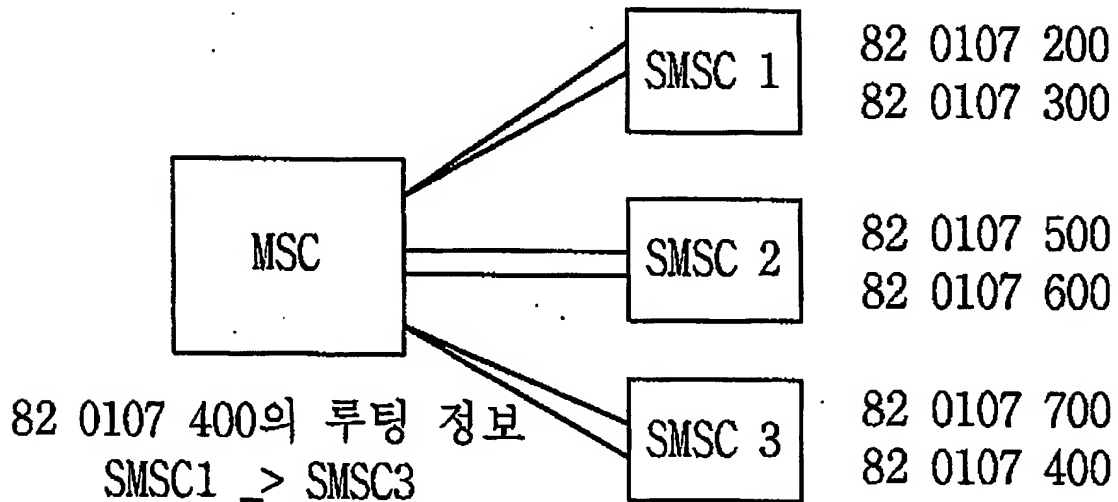 SMSC 1
82 0107 200
82 0107 300
MSC
SMSC 2
82 0107 500
82 0107 600
SMSC 3
82 0107 700
82 0107 400
82 0107 400의 루팅 정보
SMSC1 _> SMSC3